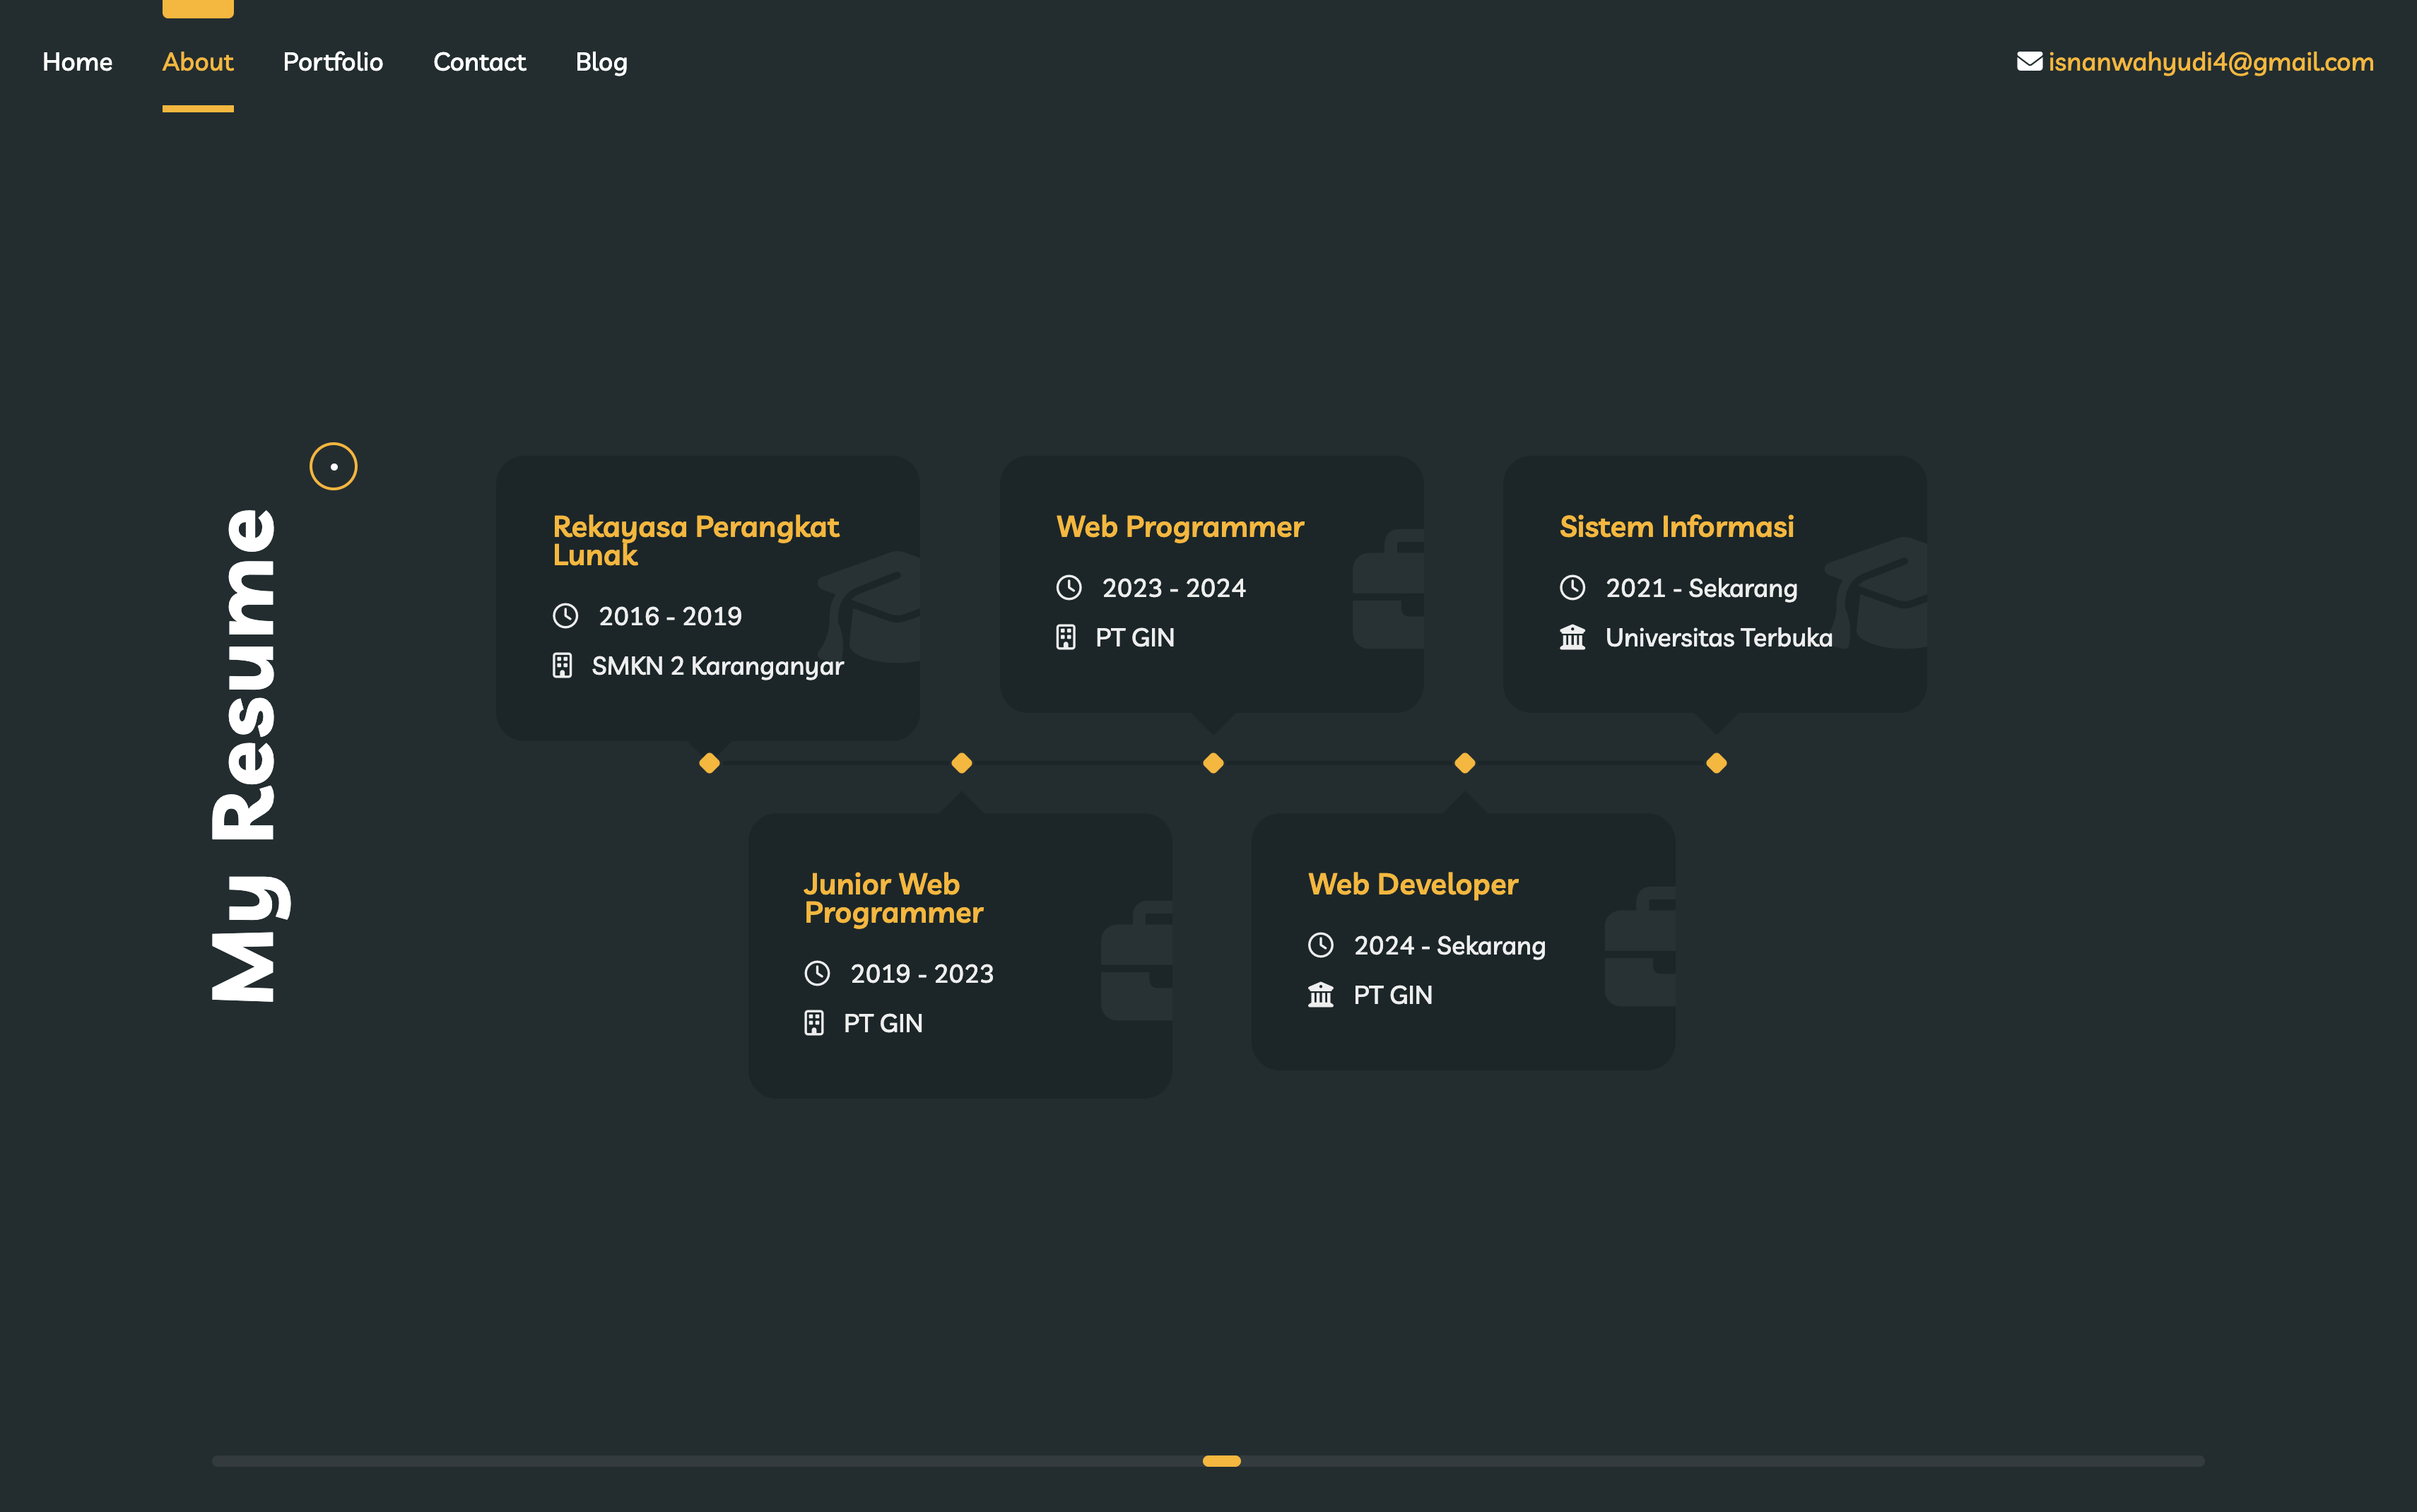 Home
About
Portfolio
Contact
Blog
isnanwahyudi4@gmail.com
My Resume
Rekayasa Perangkat
Lunak
2016 - 2019
SMKN 2 Karanganyar
Web Programmer
2023 - 2024
PT GIN
Sistem Informasi
2021 - Sekarang
Universitas Terbuka
Junior Web
Programmer
2019 - 2023
PT GIN
Web Developer
2024 - Sekarang
PT GIN